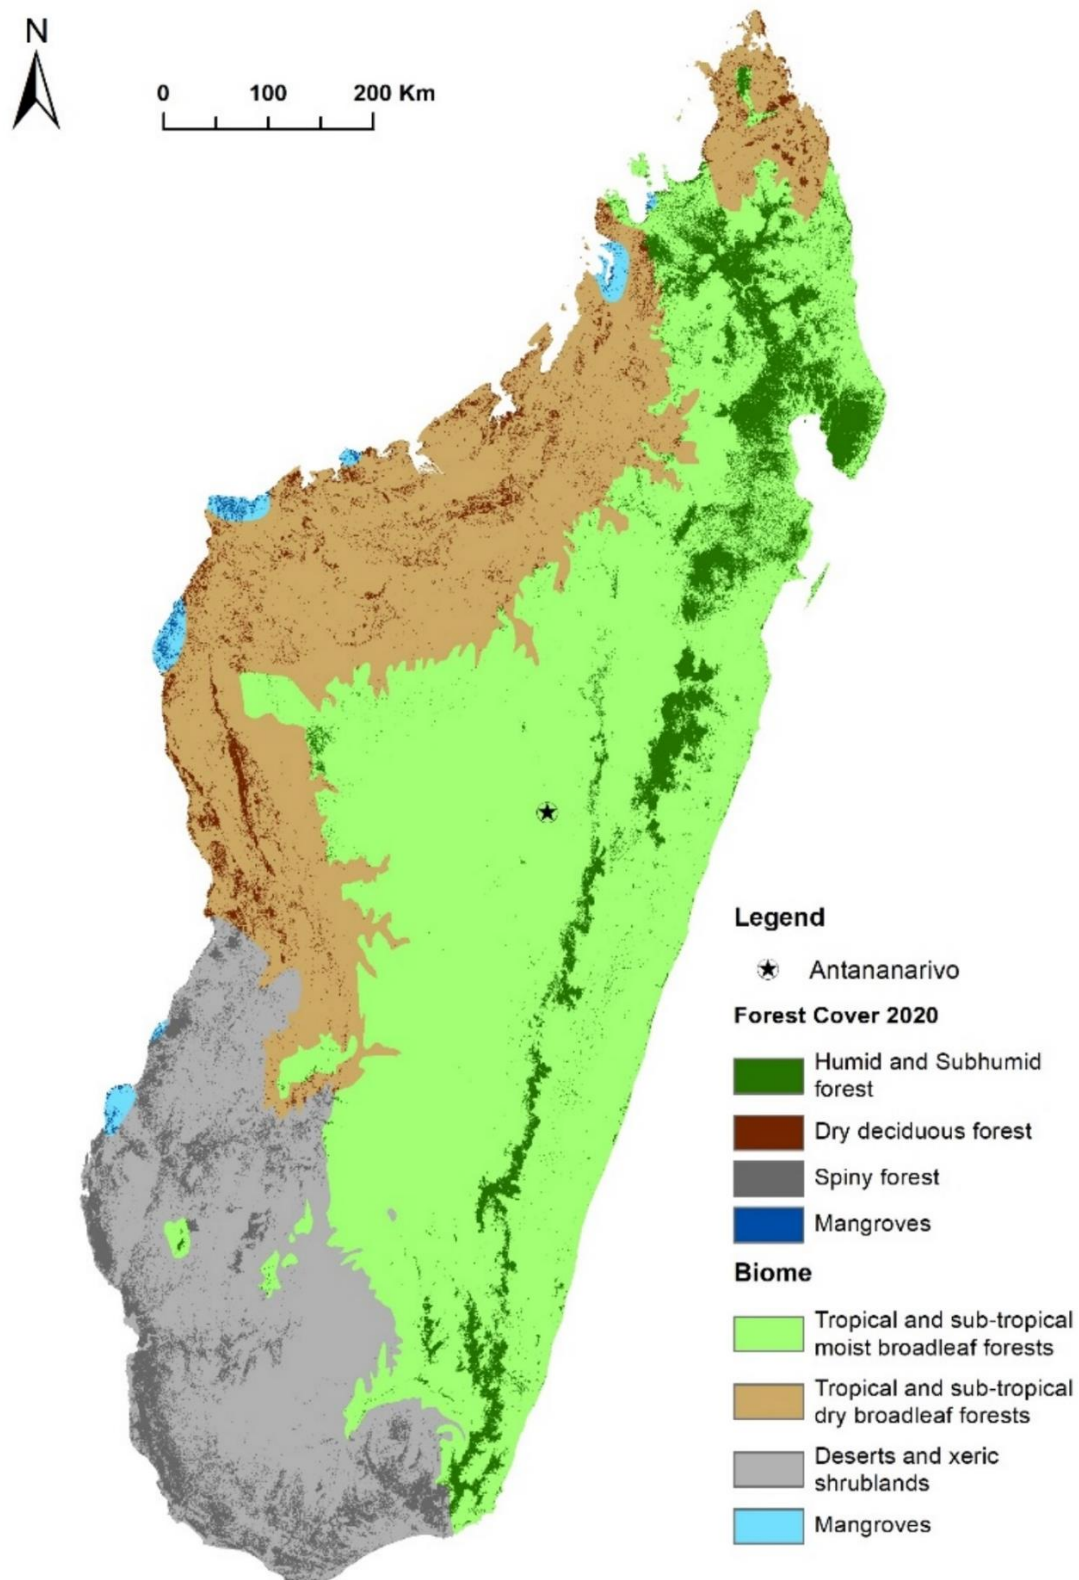 N
0 100 200 Km
Legend
Antananarivo
Forest Cover 2020
Humid and Subhumid
forest
Dry deciduous forest
Spiny forest
Mangroves
Biome
Tropical and sub-tropical
moist broadleaf forests
Tropical and sub-tropical
dry broadleaf forests
Deserts and xeric
shrublands
Mangroves